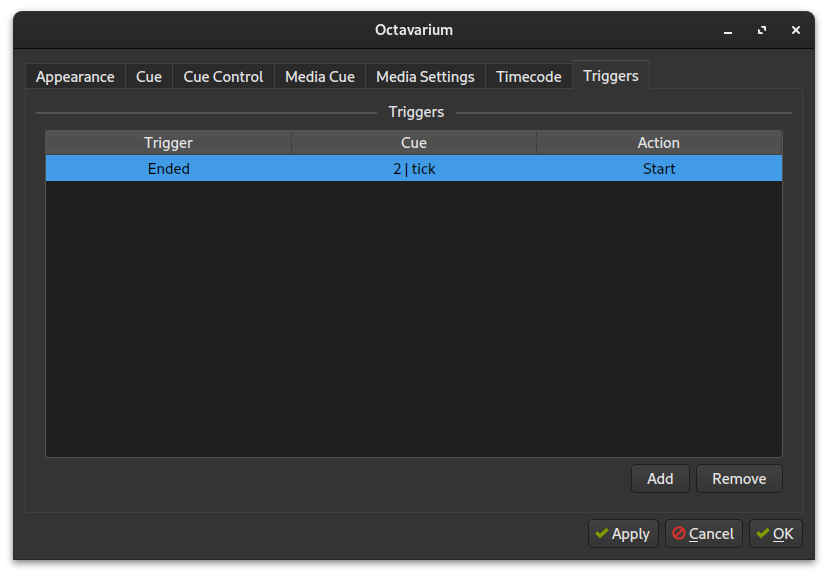 Octavarium
Appearance Cue Cue Control Media Cue Media Settings Timecode Triggers
Triggers
Trigger Cue Action
Ended 2 | tick Start
Add Remove
Apply Cancel OK